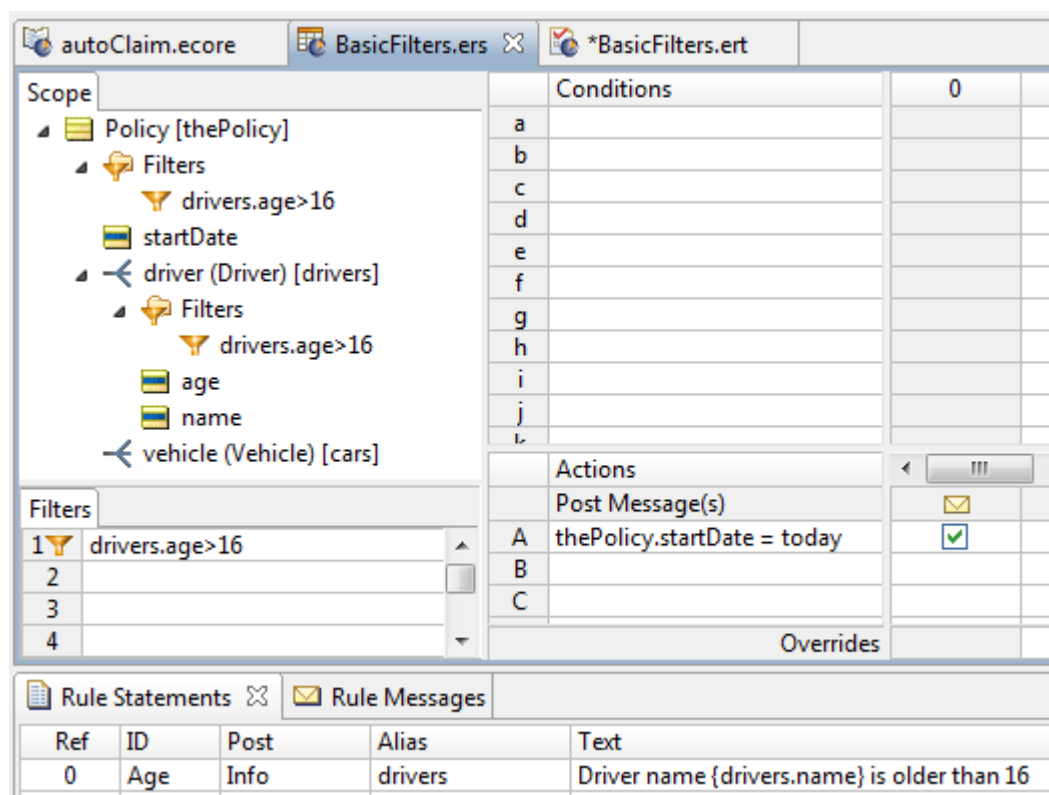 autoClaim.ecore BasicFilters.ers *BasicFilters.ert
Scope
Policy [thePolicy]
Filters
drivers.age>16
startDate
driver (Driver) [drivers]
Filters
drivers.age>16
age
name
vehicle (Vehicle) [cars]
Filters
1 drivers.age>16
2
3
4
Conditions 0
a
b
c
d
e
f
g
h
i
j
k
Actions
Post Message(s)
A thePolicy.startDate = today
B
C
Overrides
Rule Statements Rule Messages
Ref ID Post Alias Text
0 Age Info drivers Driver name {drivers.name} is older than 16